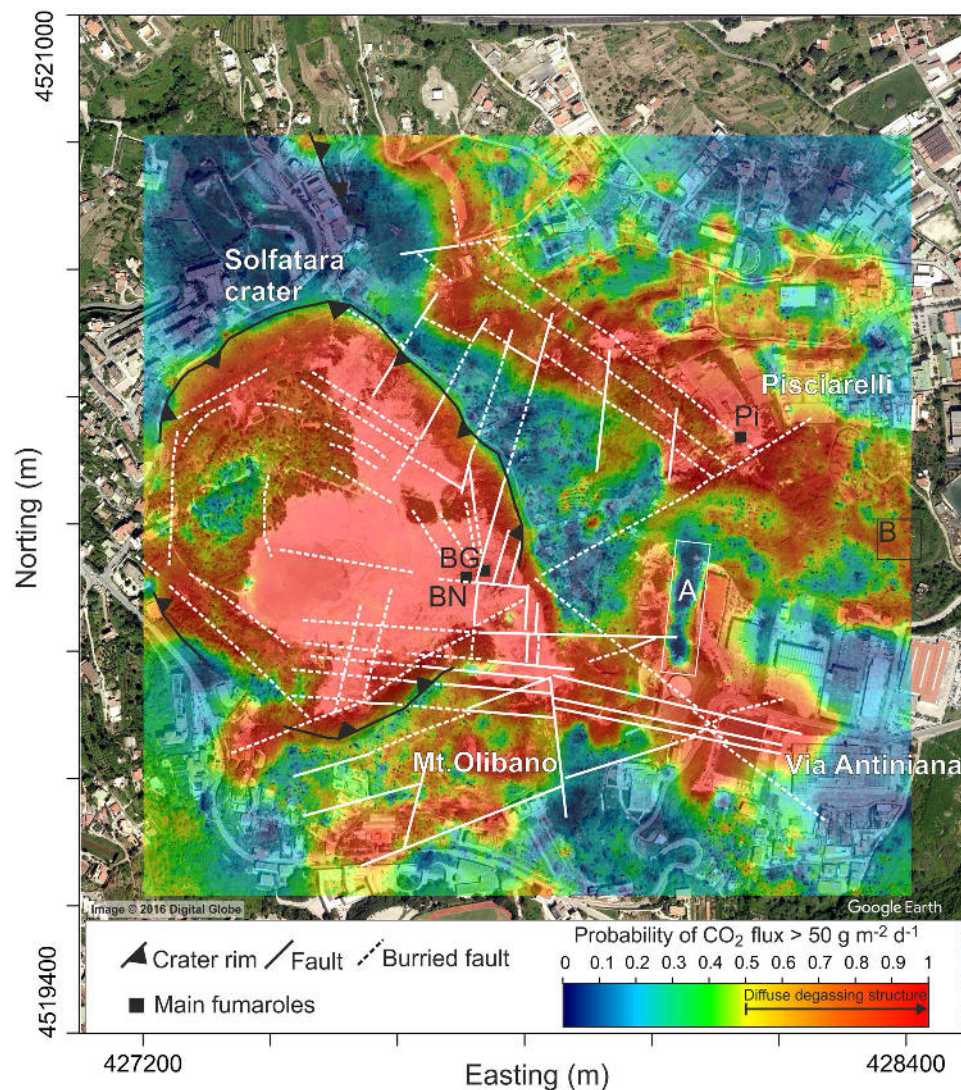 4521000
Solfatara
crater
Pisciarelli
Pi
B
BG
A
BN
Mt.Olibano
Via Antiniana
Norting (m)
Image © 2016 Digital Globe
Google Earth
Crater rim
Fault
Burried fault
Main fumaroles
Probability of CO2 flux > 50 g m-2 d-1
0 0.1 0.2 0.3 0.4 0.5 0.6 0.7 0.8 0.9 1
Diffuse degassing structure
4519400
427200
428400
Easting (m)